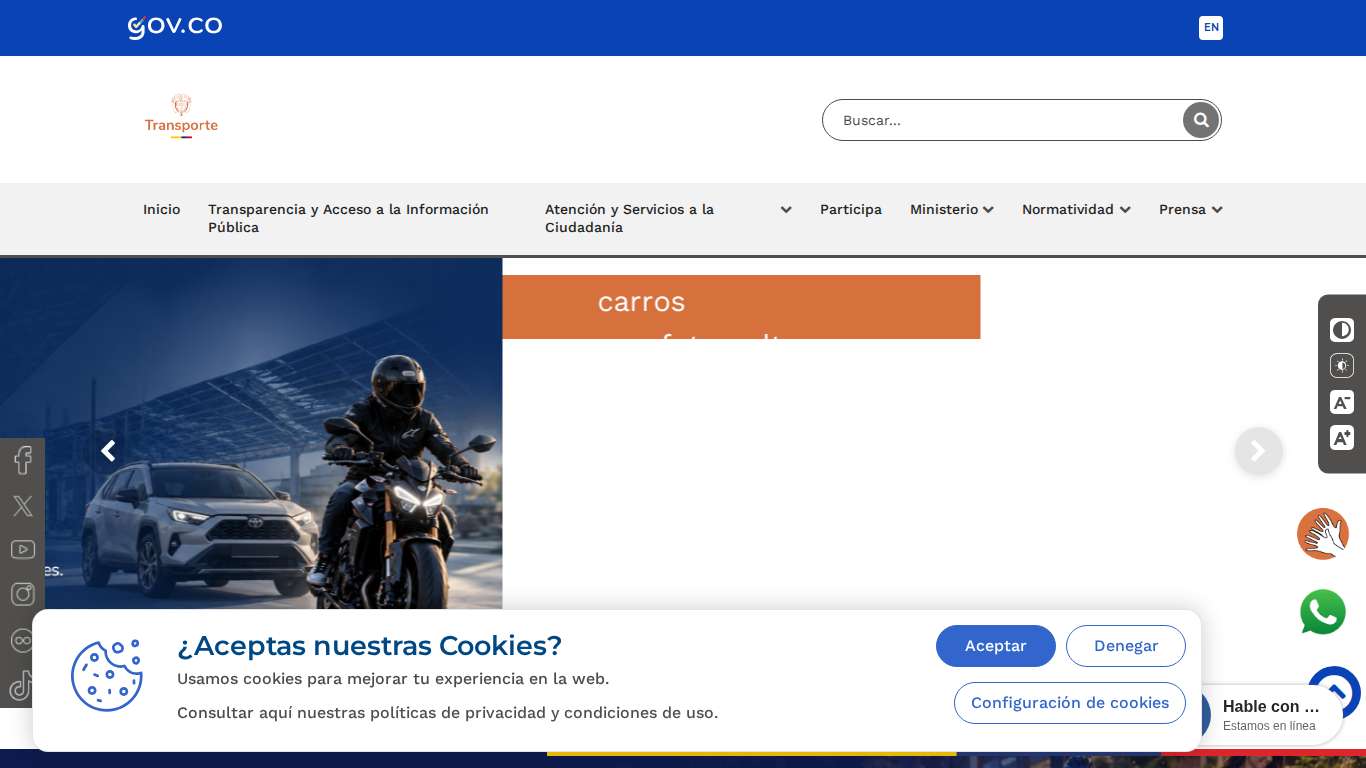 GOV.CO
EN
Transporte
Buscar...
Inicio
Transparencia y Acceso a la Información
Pública
Atención y Servicios a la
Ciudadanía
Participa
Ministerio
Normatividad
Prensa
carros
es.
¿Aceptas nuestras Cookies?
Usamos cookies para mejorar tu experiencia en la web.
Consultar aquí nuestras políticas de privacidad y condiciones de uso.
Aceptar
Denegar
Configuración de cookies
Hable con ...
Estamos en línea